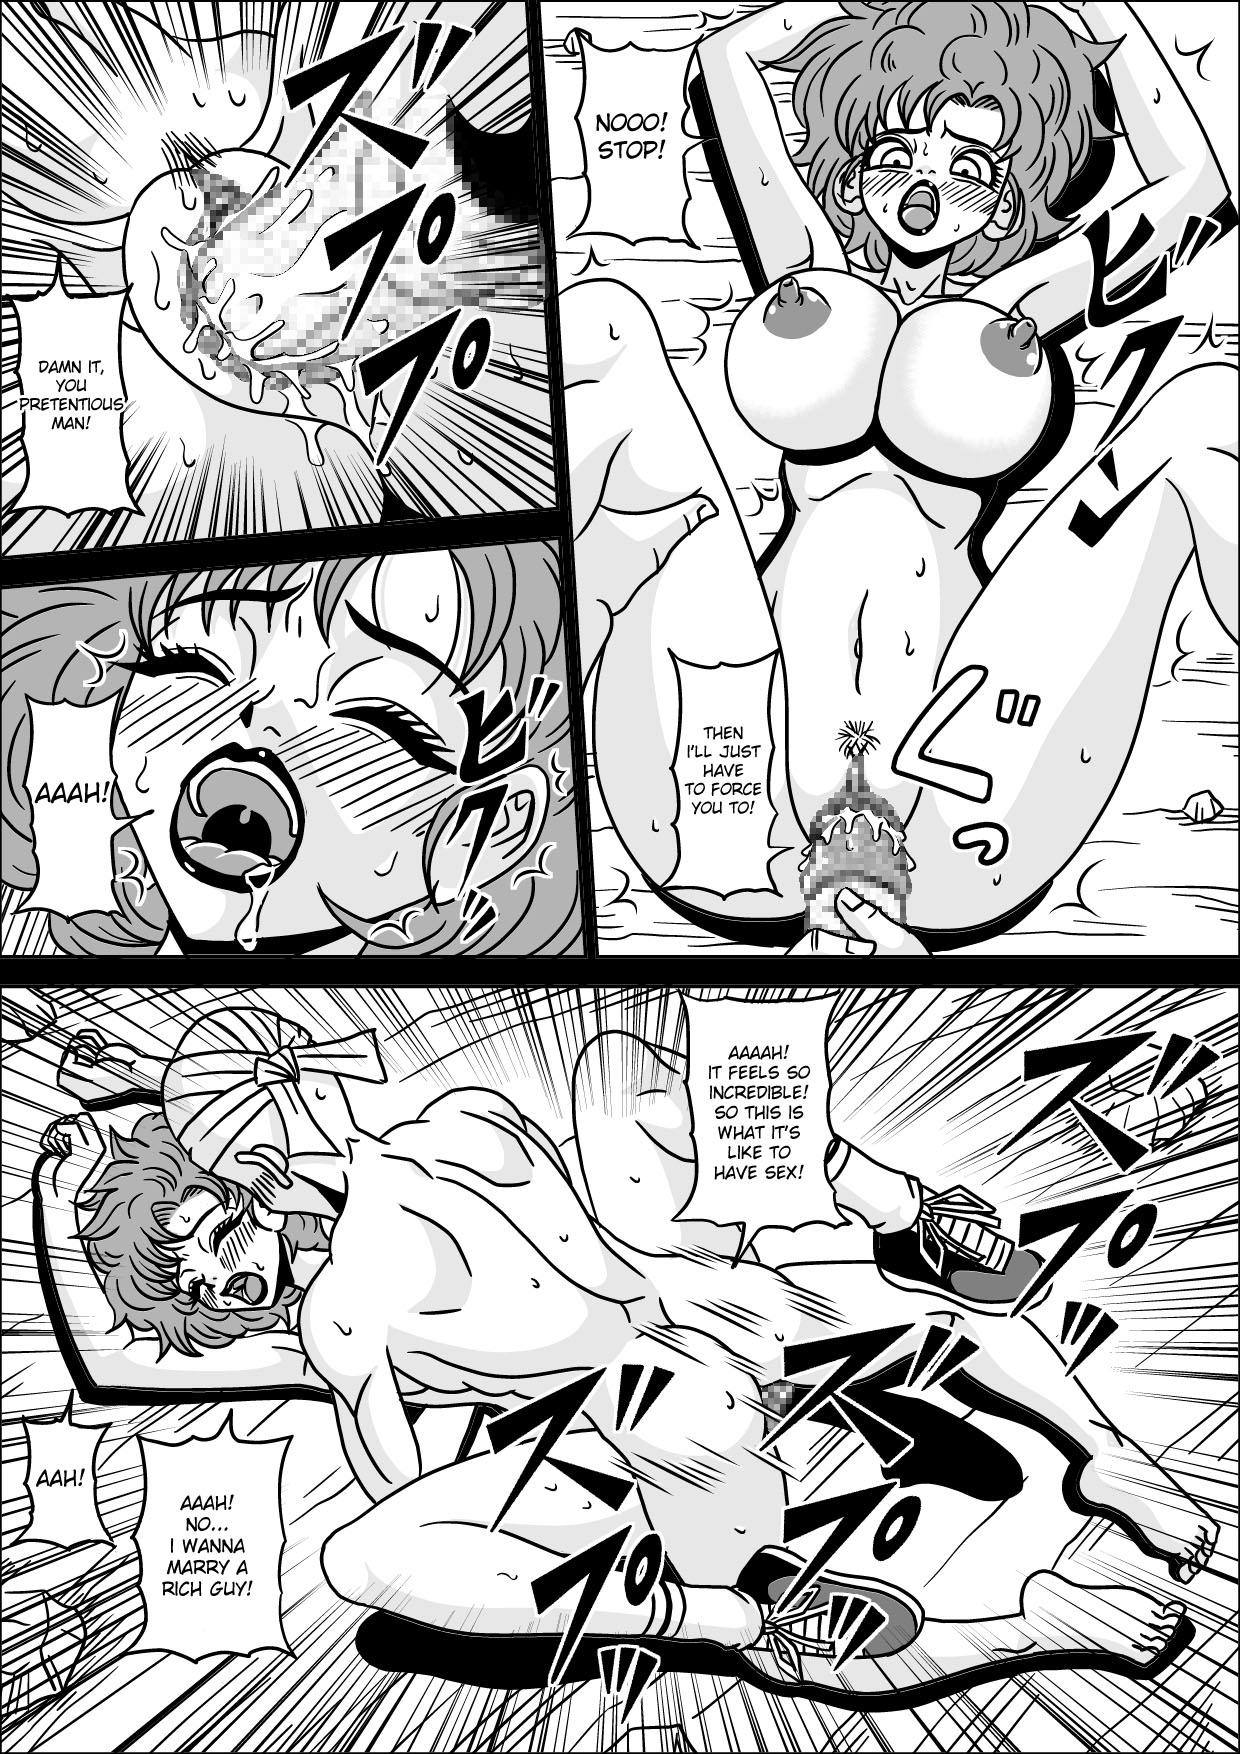 NOOO!
STOP!
ビクン
THEN
I'LL JUST
HAVE
TO FORCE
YOU TO!
ぐっ
ズププ
DAMN IT,
YOU
PRETENTIOUS
MAN!
ビク
AAAH!
AAAAH!
IT FEELS SO
INCREDIBLE!
SO THIS IS
WHAT IT'S
LIKE TO
HAVE SEX!
ズプ
ズプ
ズプ
AAAH!
NO...
I WANNA
MARRY A
RICH GUY!
AAH!